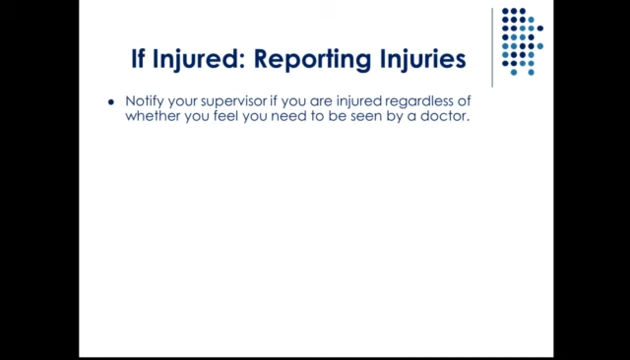 If Injured: Reporting Injuries
● Notify your supervisor if you are injured regardless of
whether you feel you need to be seen by a doctor.